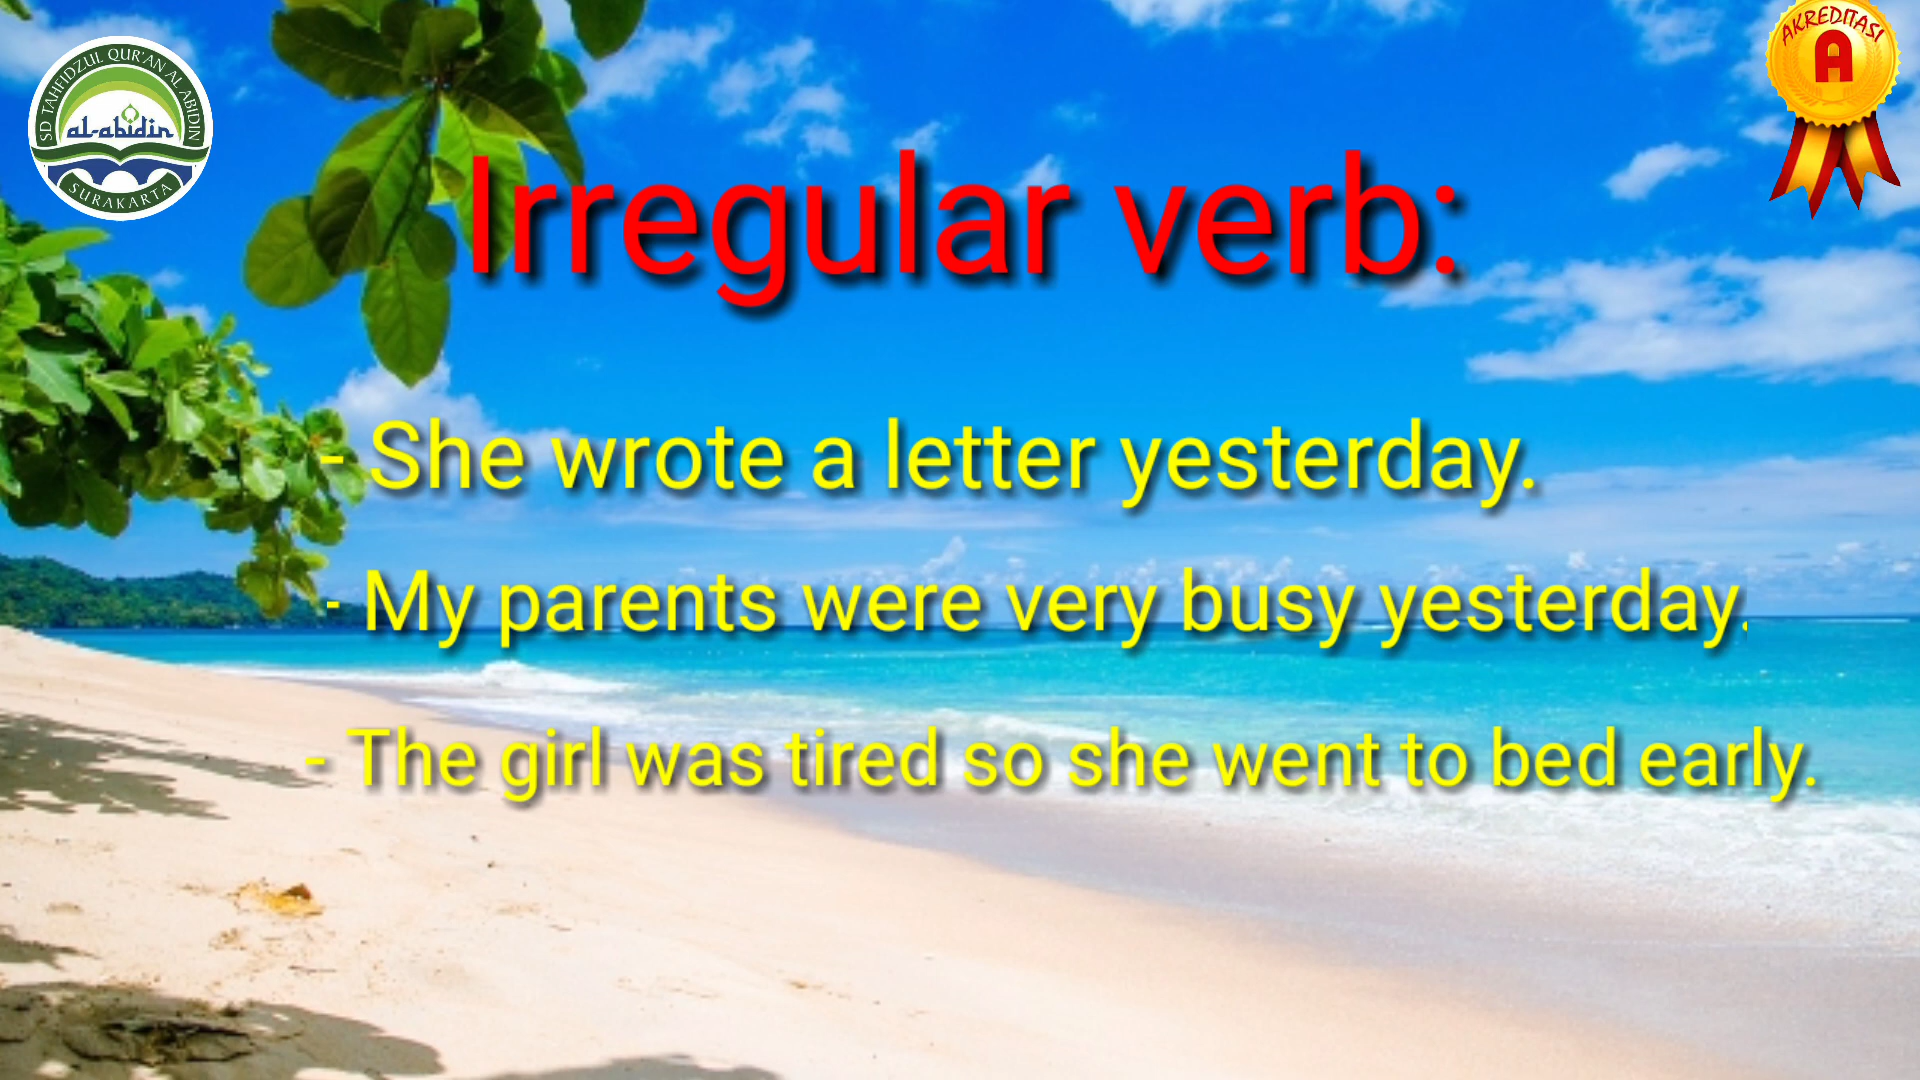 SD TAHFIDZUL QUR'AN AL ABIDIN
al-abidin
SURAKARTA
AKREDITASI
A
Irregular verb:
- She wrote a letter yesterday.
- My parents were very busy yesterday.
- The girl was tired so she went to bed early.